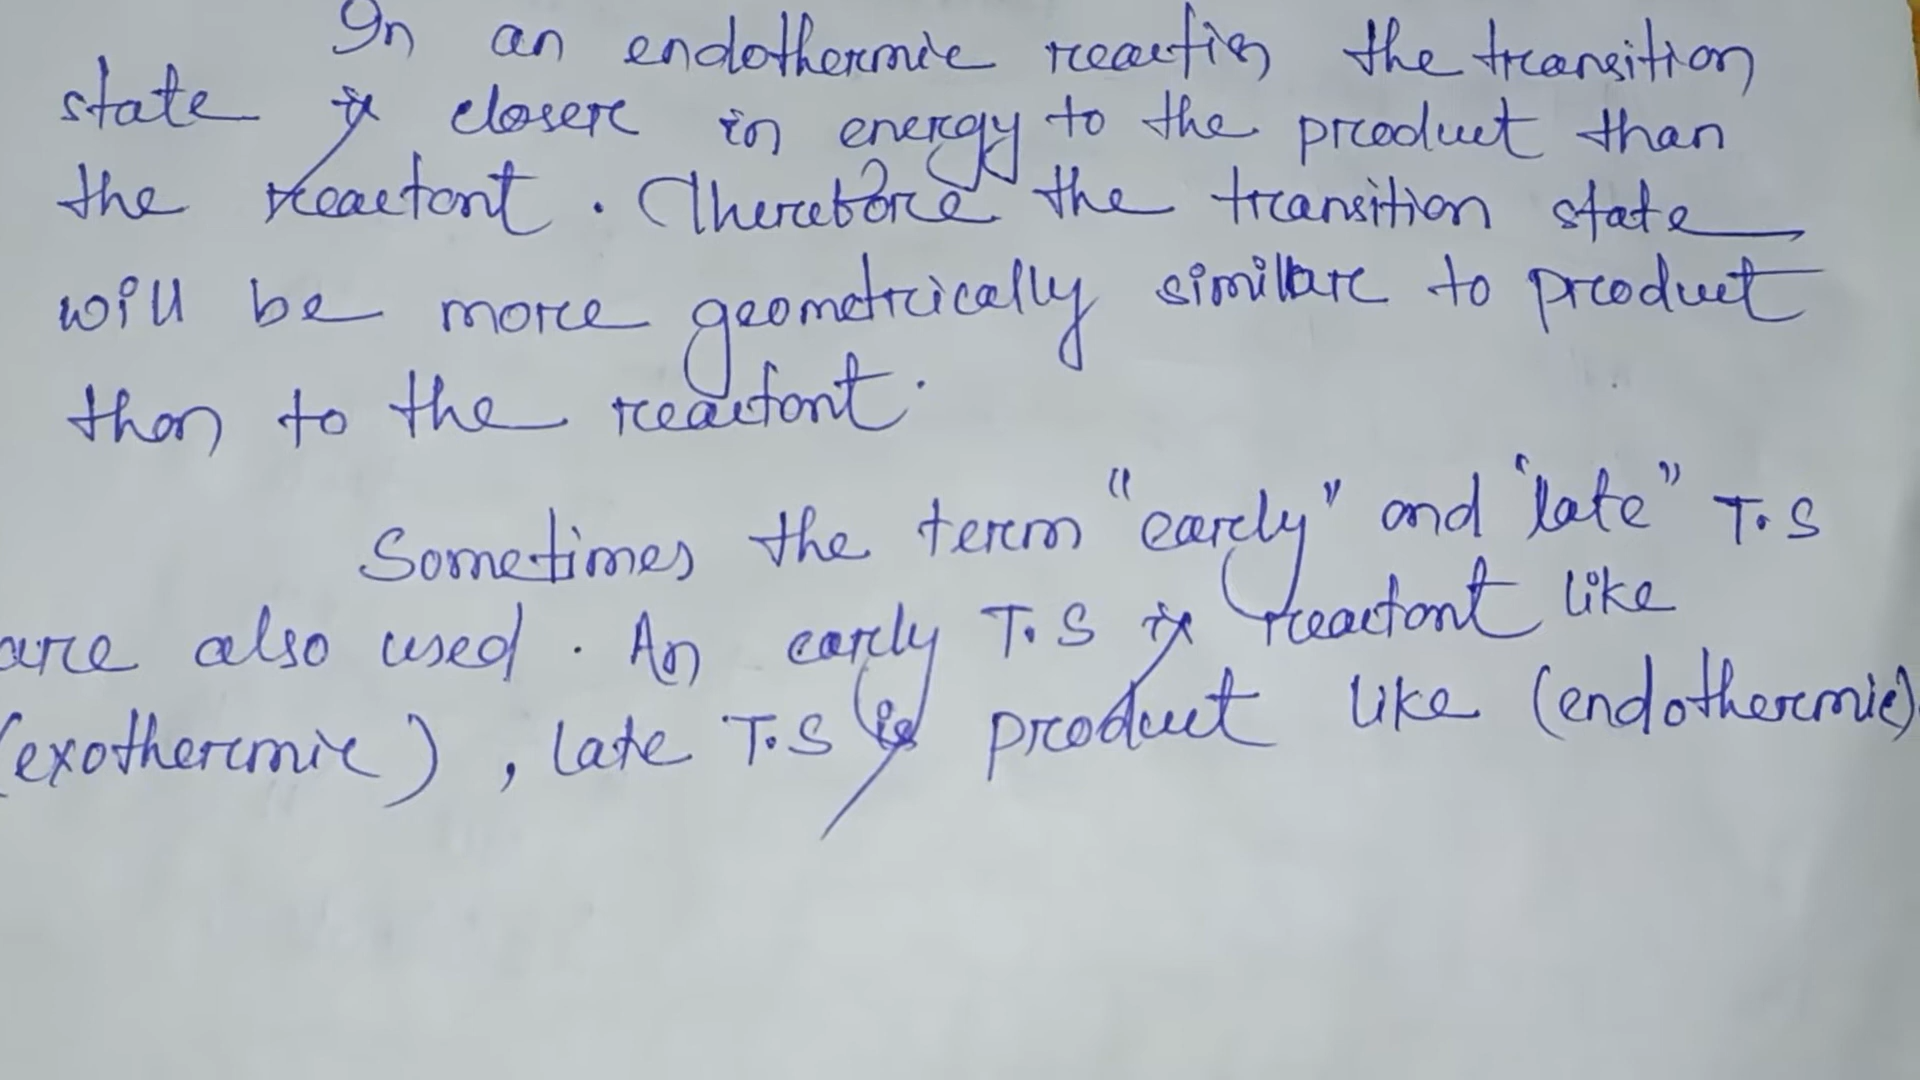 In an endothermic reaction the transition
state is closer in energy to the product than
the reactant. Therefore the transition state
will be more geometrically similar to product
than to the reactant.
Sometimes the term "early" and "late" T.S
are also used. An early T.S is reactant like
(exothermic), late T.S is product like (endothermic).